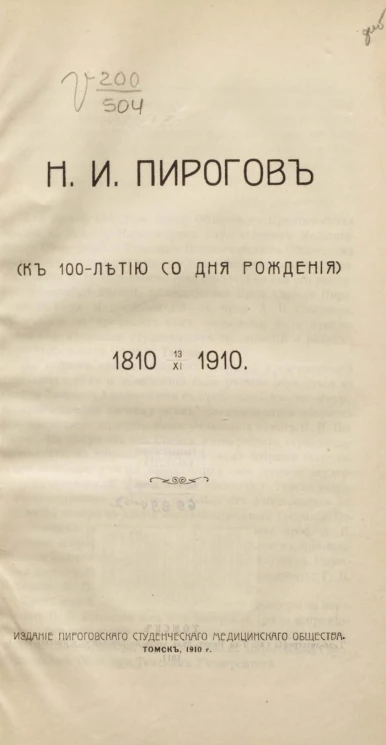 V 200
504
Н. И. ПИРОГОВЪ
(КЪ 100-ЛѢТІЮ СО ДНЯ РОЖДЕНІЯ)
1810 13/XI 1910.
ИЗДАНІЕ ПИРОГОВСКАГО СТУДЕНЧЕСКАГО МЕДИЦИНСКАГО ОБЩЕСТВА.
ТОМСКЪ, 1910 г.